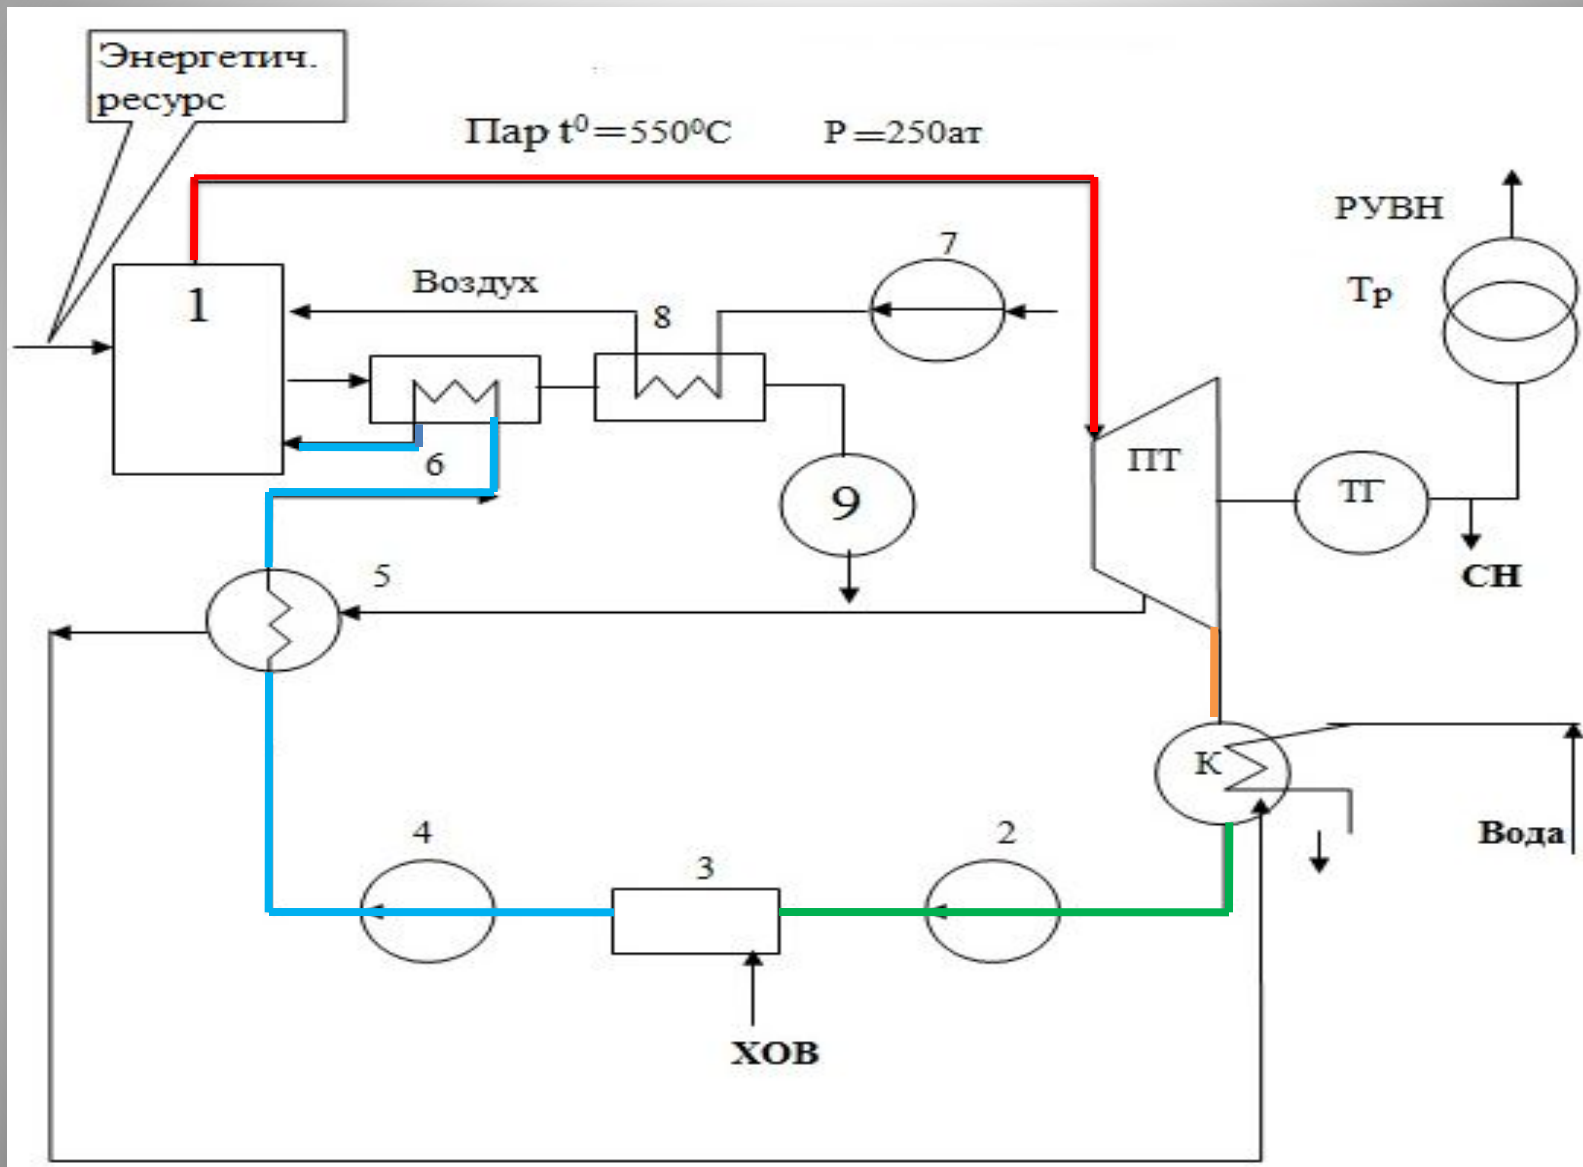 Энергетич.
ресурс
Пар t⁰=550⁰C P=250ат
РУВН
7
Тр
1
Воздух
8
ПТ
6
ТГ
9
5
СН
К
4
2
Вода
3
ХОВ